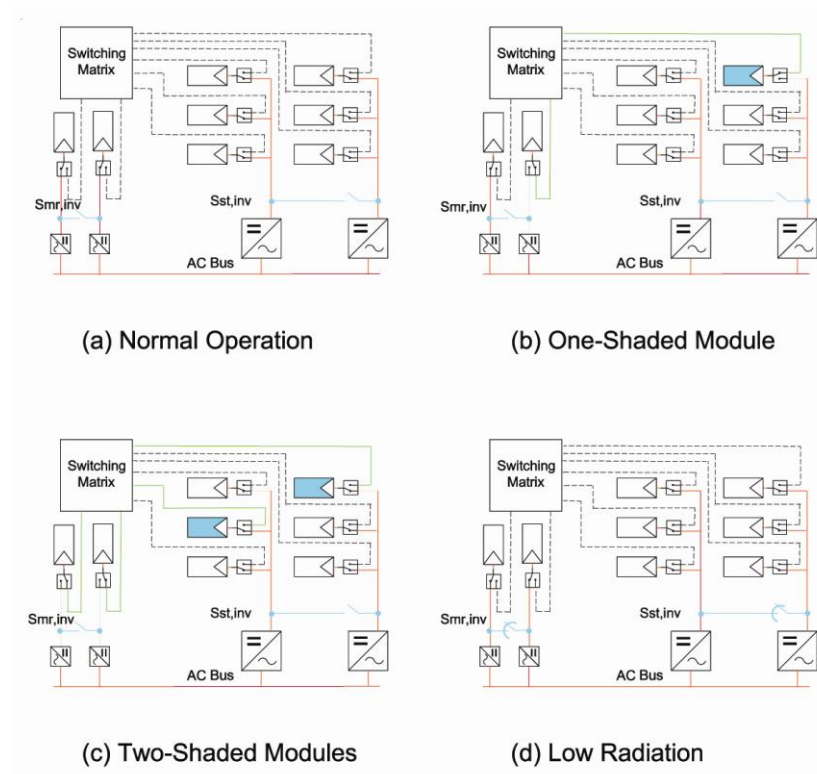 Switching
Matrix
Smr,inv
Sst,inv
AC Bus
(a) Normal Operation
Switching
Matrix
Smr,inv
Sst,inv
AC Bus
(b) One-Shaded Module
Switching
Matrix
Smr,inv
Sst,inv
AC Bus
(c) Two-Shaded Modules
Switching
Matrix
Smr,inv
Sst,inv
AC Bus
(d) Low Radiation